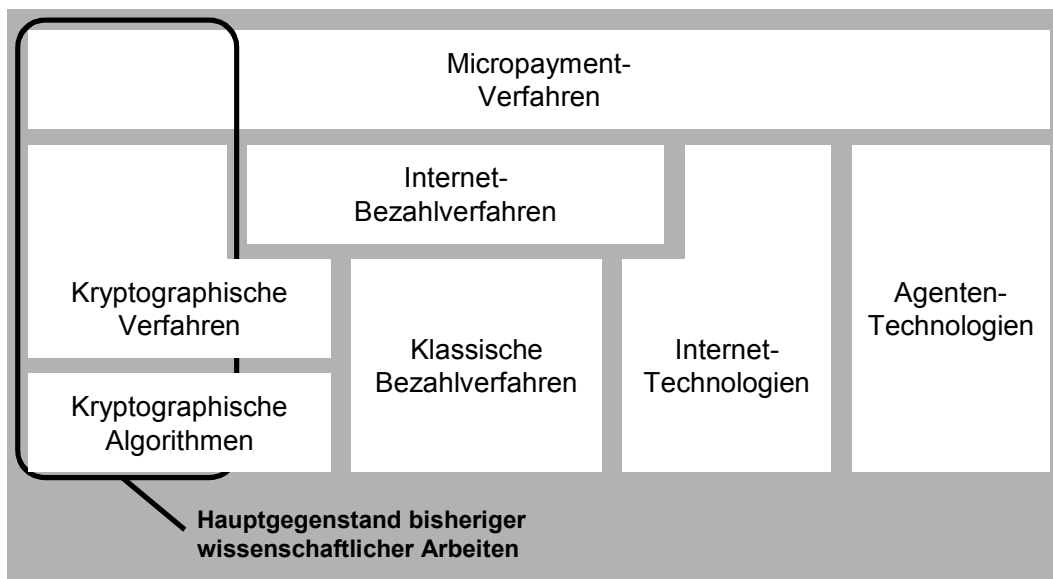 Micropayment-
Verfahren
Internet-
Bezahlverfahren
Kryptographische
Verfahren
Kryptographische
Algorithmen
Klassische
Bezahlverfahren
Internet-
Technologien
Agenten-
Technologien
Hauptgegenstand bisheriger
wissenschaftlicher Arbeiten